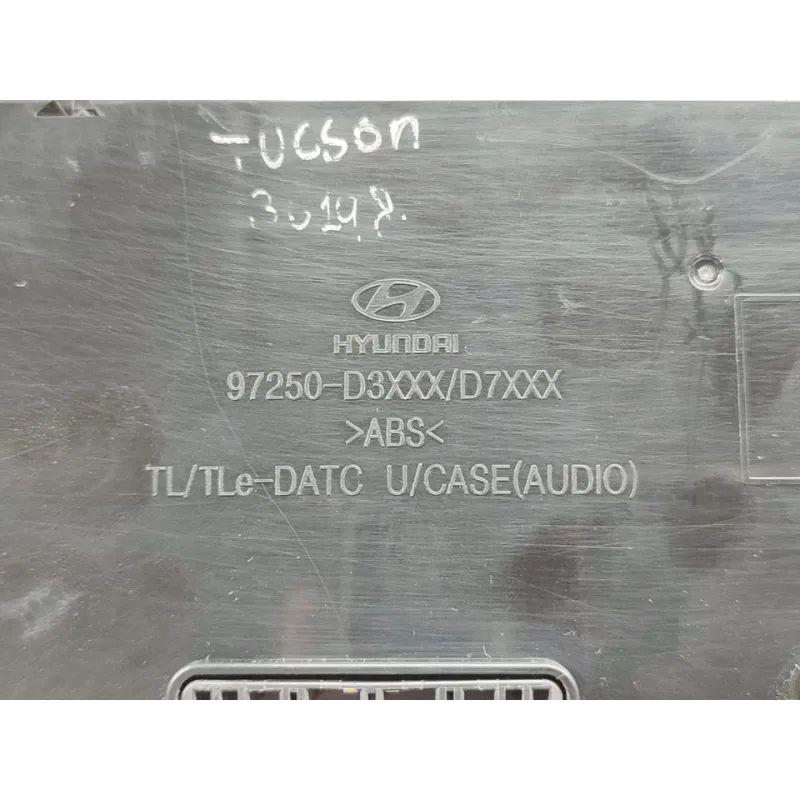 TUCSON
HYUNDAI
97250-D3XXX/D7XXX
>ABS<
TL/TLe-DATC U/CASE(AUDIO)